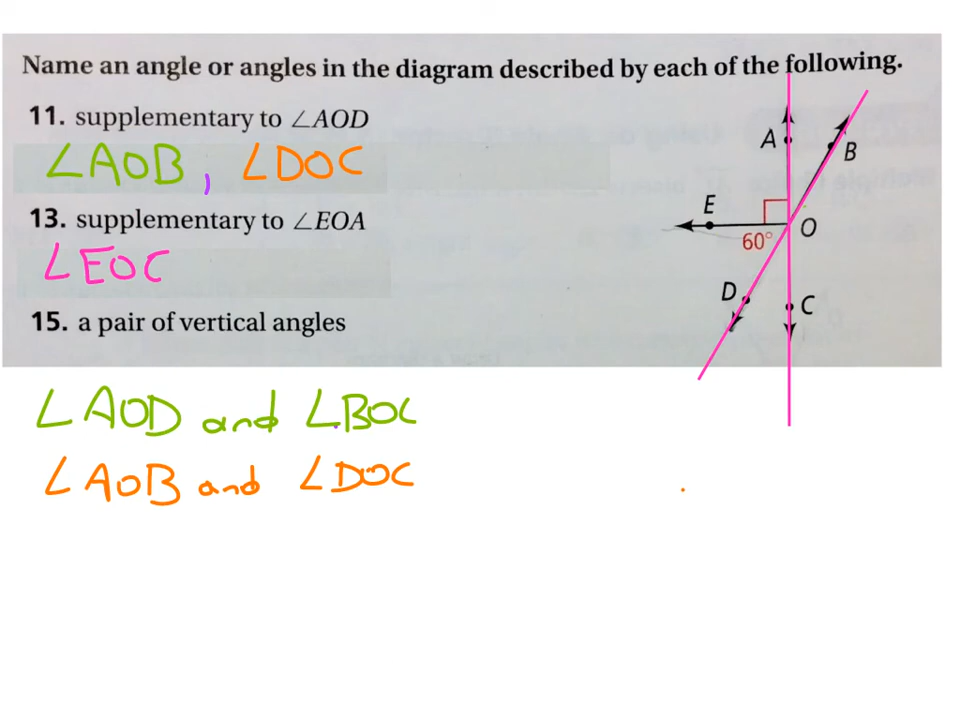 Name an angle or angles in the diagram described by each of the following.
11. supplementary to ∠AOD
∠AOB, ∠DOC
13. supplementary to ∠EOA
∠EOC
15. a pair of vertical angles
A
B
E
O
60°
D
C
∠AOD and ∠BOC
∠AOB and ∠DOC